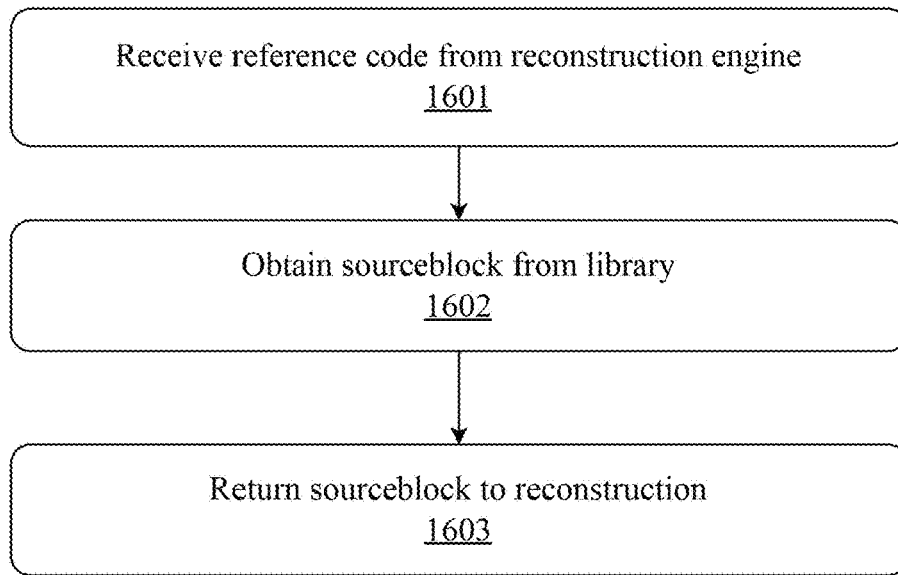 Receive reference code from reconstruction engine
1601
Obtain sourceblock from library
1602
Return sourceblock to reconstruction
1603